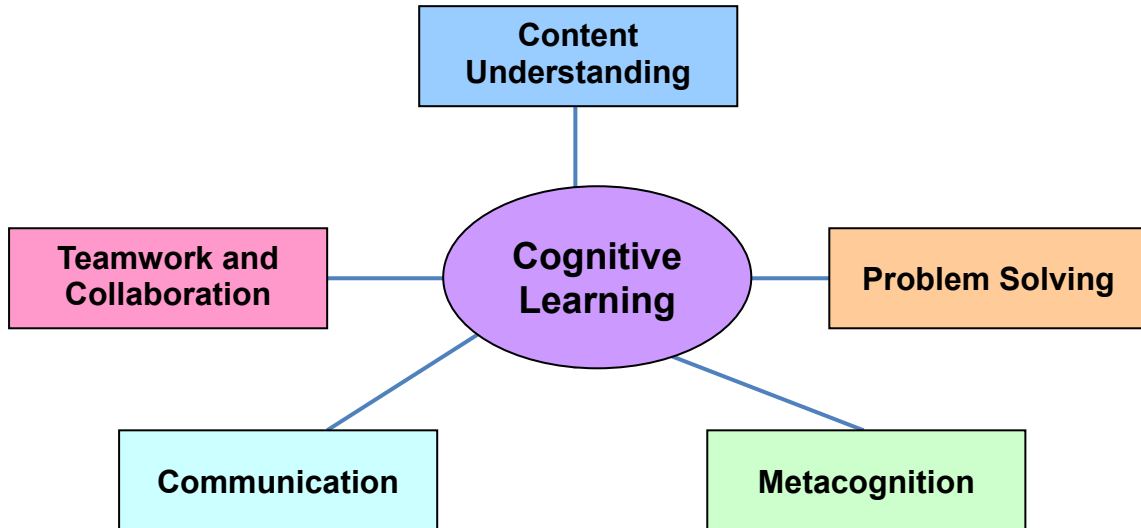 Content
Understanding
Teamwork and
Collaboration
Cognitive
Learning
Problem Solving
Communication
Metacognition